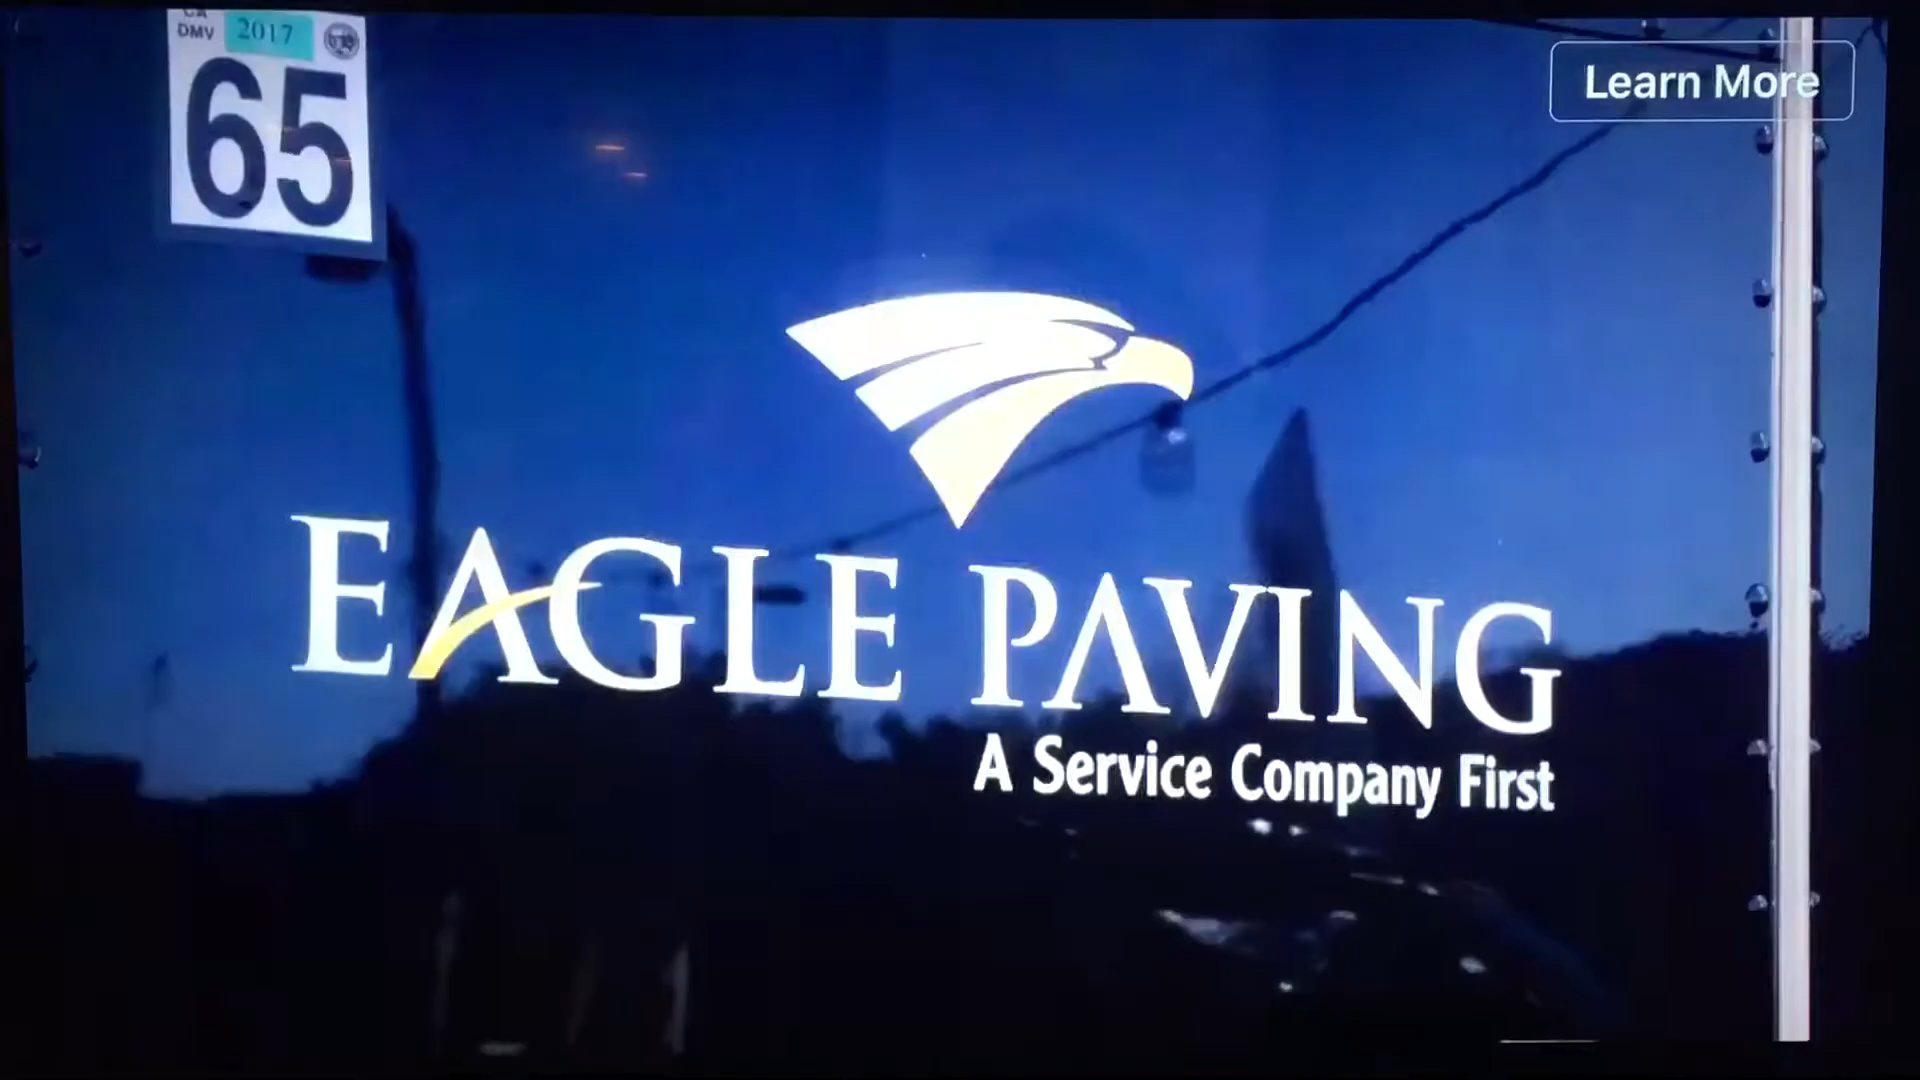 CA
DMV 2017
65
Learn More
EAGLE PAVING
A Service Company First